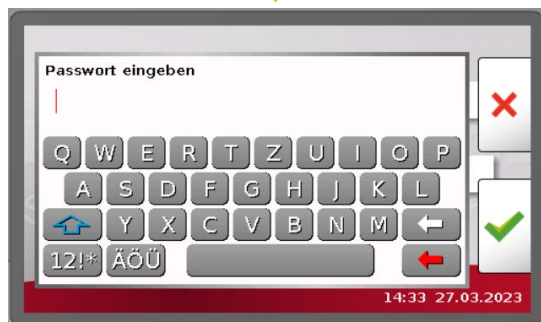 Passwort eingeben
Q W E R T Z U I O P
A S D F G H J K L
Y X C V B N M
12!* ÄÖÜ
14:33 27.03.2023